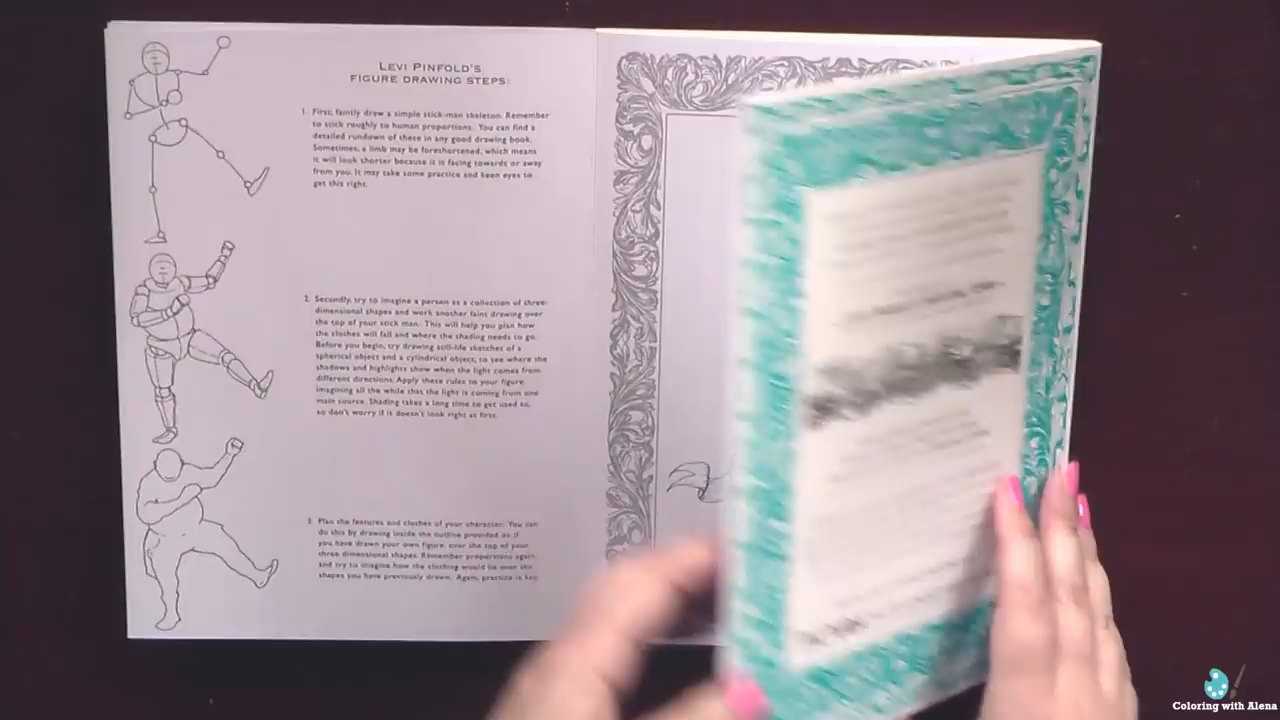 LEVI PINFOLD'S
FIGURE DRAWING STEPS:
1. First, faintly draw a simple stick-man skeleton. Remember
to stick roughly to human proportions. You can find a
detailed rundown of these in any good drawing book.
Sometimes, a limb may be foreshortened, which means
it will look shorter because it is facing towards or away
from you. It may take some practice and keen eyes to
get this right.
2. Secondly, try to imagine a person as a collection of three-
dimensional shapes and work another faint drawing over
the top of your stick man. This will help you plan how
the clothes will fall and where the shading needs to go.
Before you begin, try drawing still-life sketches of a
spherical object and a cylindrical object, to see where the
shadows and highlights show when the light comes from
different directions. Apply these rules to your figure,
imagining all the while that the light is coming from one
main source. Shading takes a long time to get used to,
so don't worry if it doesn't look right at first.
3. Plan the features and clothes of your character. You can
do this by drawing inside the outline provided as if
you have drawn your own figure, over the top of your
three dimensional shapes. Remember proportions again
and try to imagine how the clothing would be over the
shapes you have previously drawn. Again, practice is key.
Coloring with Alena